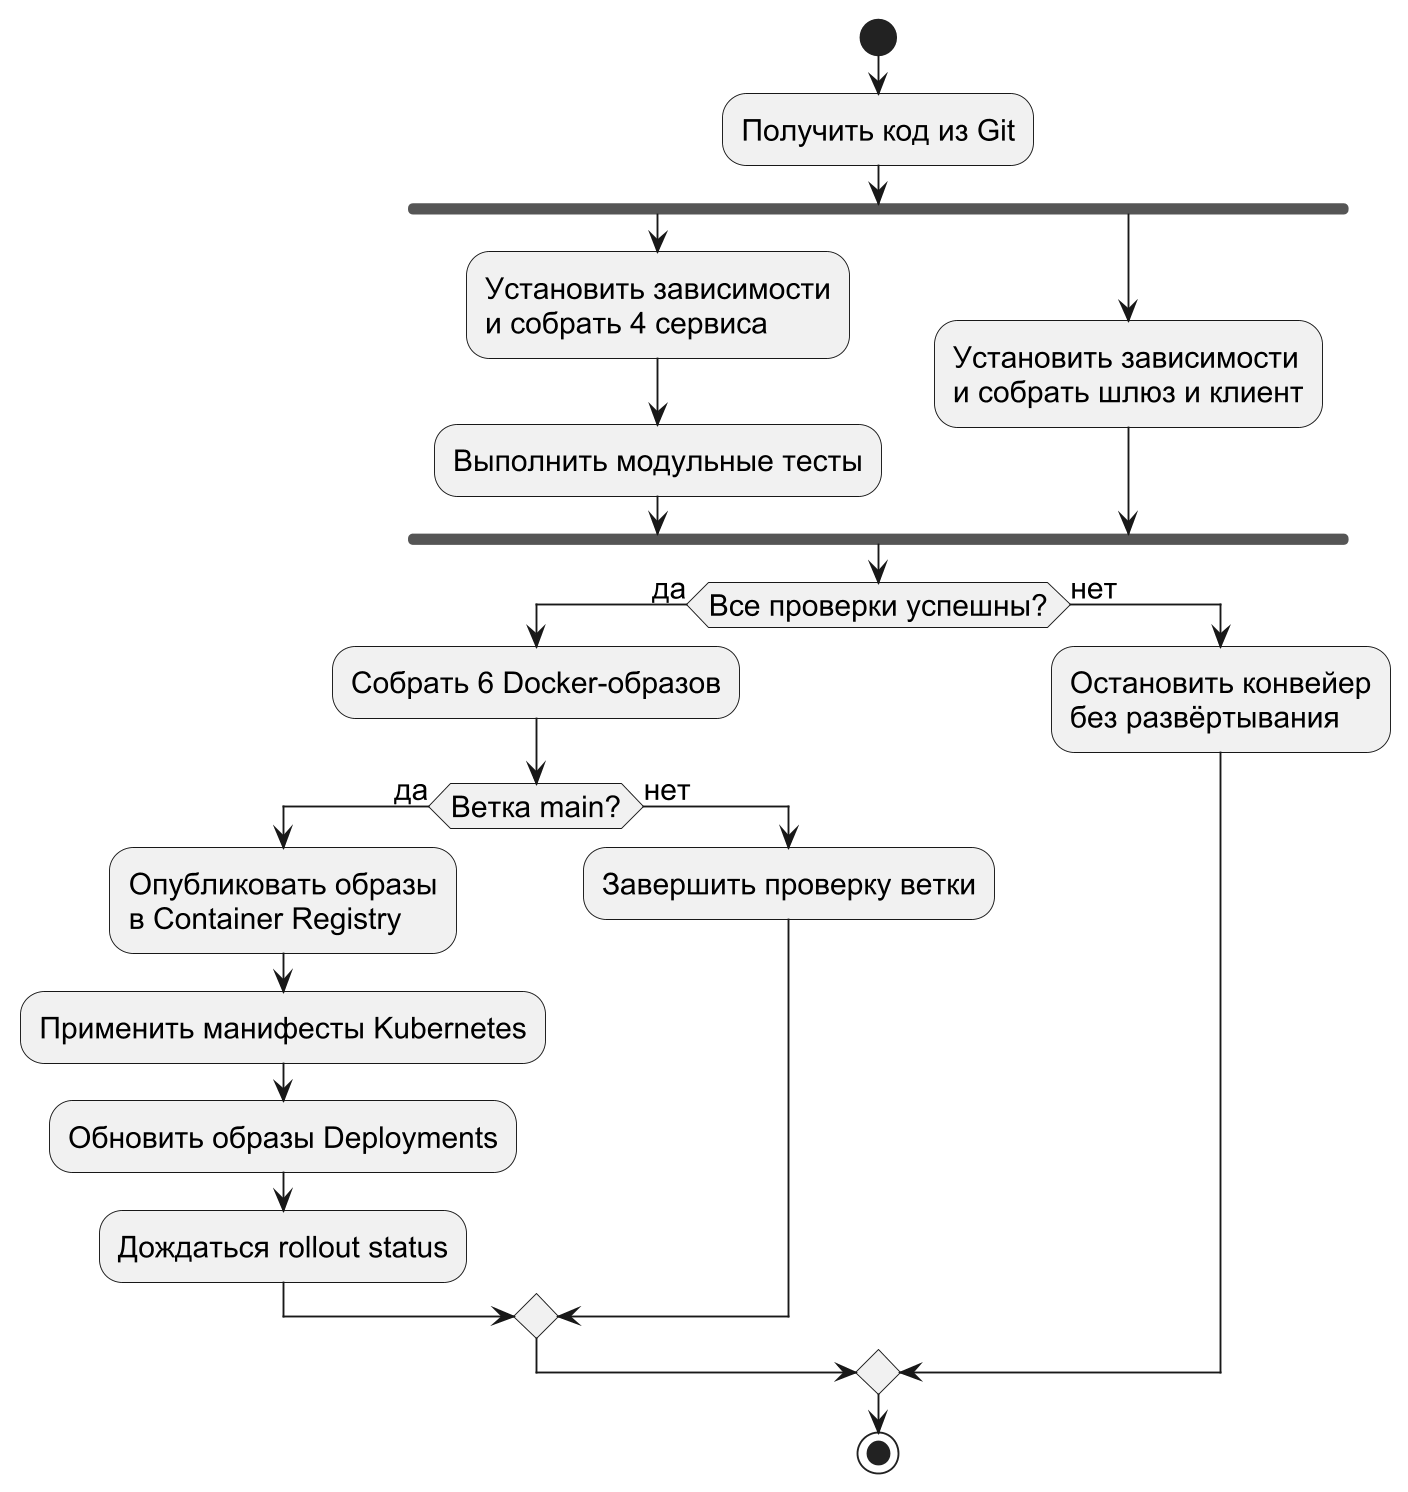 Получить код из Git
Установить зависимости
и собрать 4 сервиса
Установить зависимости
и собрать шлюз и клиент
Выполнить модульные тесты
да
Все проверки успешны?
нет
Собрать 6 Docker-образов
Остановить конвейер
без развёртывания
да
Ветка main?
нет
Опубликовать образы
в Container Registry
Завершить проверку ветки
Применить манифесты Kubernetes
Обновить образы Deployments
Дождаться rollout status